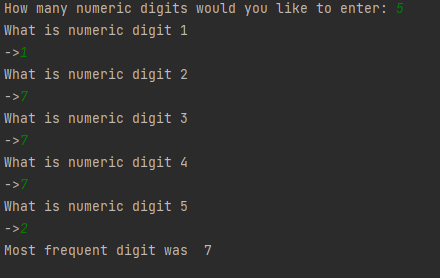 How many numeric digits would you like to enter: 5
What is numeric digit 1
->1
What is numeric digit 2
->7
What is numeric digit 3
->7
What is numeric digit 4
->7
What is numeric digit 5
->2
Most frequent digit was  7